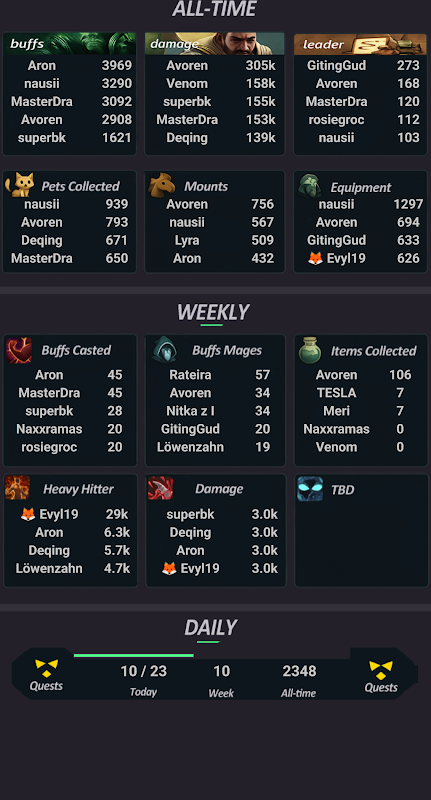 ALL-TIME
buffs
Aron 3969
nausii 3290
MasterDra 3092
Avoren 2908
superbk 1621
damage
Avoren 305k
Venom 158k
superbk 155k
MasterDra 153k
Deqing 139k
leader
GitingGud 273
Avoren 168
MasterDra 120
rosiegroc 112
nausii 103
Pets Collected
nausii 939
Avoren 793
Deqing 671
MasterDra 650
Mounts
Avoren 756
nausii 567
Lyra 509
Aron 432
Equipment
nausii 1297
Avoren 694
GitingGud 633
🦊 Evyl19 626
WEEKLY
Buffs Casted
Aron 45
MasterDra 45
superbk 28
Naxxramas 20
rosiegroc 20
Buffs Mages
Rateira 57
Avoren 34
Nitka z I 34
GitingGud 20
Löwenzahn 19
Items Collected
Avoren 106
TESLA 7
Meri 7
Naxxramas 0
Venom 0
Heavy Hitter
🦊 Evyl19 29k
Aron 6.3k
Deqing 5.7k
Löwenzahn 4.7k
Damage
superbk 3.0k
Deqing 3.0k
Aron 3.0k
🦊 Evyl19 3.0k
TBD
DAILY
Quests
10 / 23 10 2348
Today Week All-time
Quests